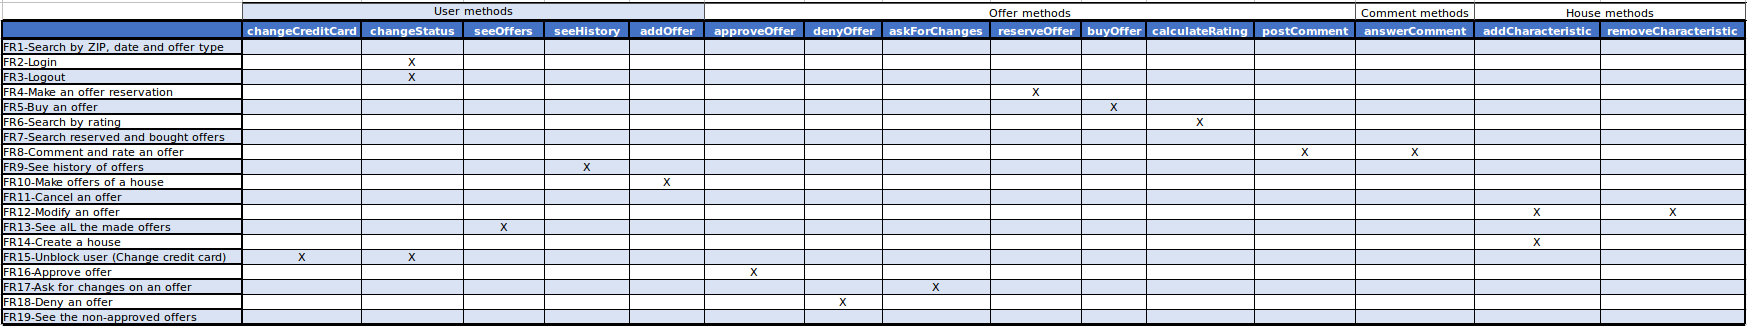 User methods Offer methods Comment methods House methods
changeCreditCard changeStatus seeOffers seeHistory addOffer approveOffer denyOffer askForChanges reserveOffer buyOffer calculateRating postComment answerComment addCharacteristic removeCharacteristic
FR1-Search by ZIP, date and offer type
FR2-Login X
FR3-Logout X
FR4-Make an offer reservation X
FR5-Buy an offer X
FR6-Search by rating X
FR7-Search reserved and bought offers
FR8-Comment and rate an offer X X
FR9-See history of offers X
FR10-Make offers of a house X
FR11-Cancel an offer
FR12-Modify an offer X X
FR13-See alL the made offers X
FR14-Create a house X
FR15-Unblock user (Change credit card) X X
FR16-Approve offer X
FR17-Ask for changes on an offer X
FR18-Deny an offer X
FR19-See the non-approved offers